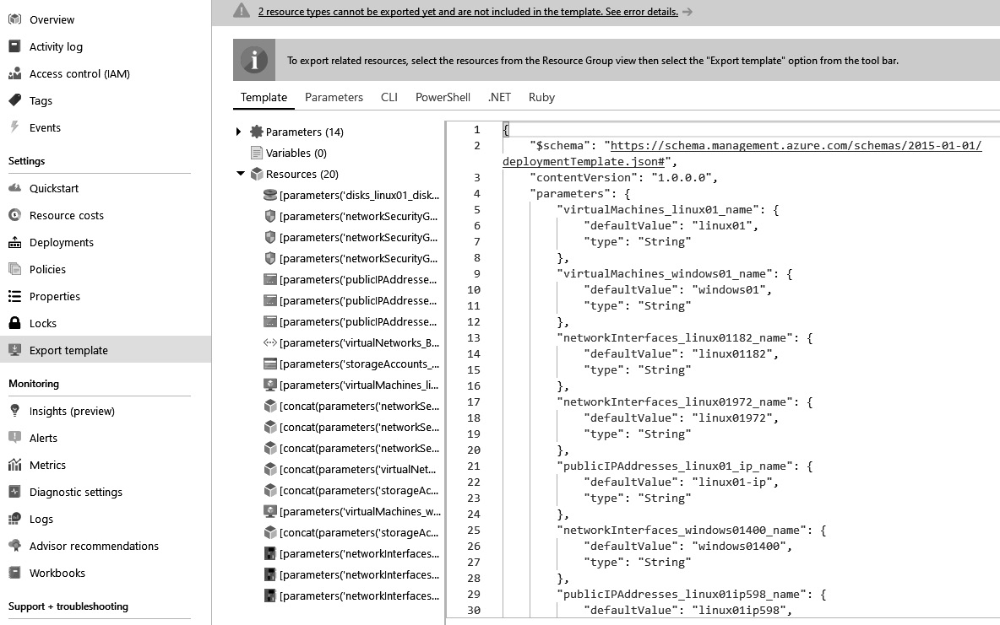 Overview
Activity log
Access control (IAM)
Tags
Events
Settings
Quickstart
Resource costs
Deployments
Policies
Properties
Locks
Export template
Monitoring
Insights (preview)
Alerts
Metrics
Diagnostic settings
Logs
Advisor recommendations
Workbooks
Support + troubleshooting
2 resource types cannot be exported yet and are not included in the template. See error details. →
To export related resources, select the resources from the Resource Group view then select the "Export template" option from the tool bar.
Template Parameters CLI PowerShell .NET Ruby
Parameters (14)
Variables (0)
Resources (20)
[parameters('disks_linux01_disk...
[parameters('networkSecurityG...
[parameters('networkSecurityG...
[parameters('networkSecurityG...
[parameters('publicIPAddresse...
[parameters('publicIPAddresse...
[parameters('publicIPAddresse...
[parameters('virtualNetworks_B...
[parameters('storageAccounts_...
[parameters('virtualMachines_li...
[concat(parameters('networkSe...
[concat(parameters('networkSe...
[concat(parameters('networkSe...
[concat(parameters('virtualNet...
[concat(parameters('storageAc...
[parameters('virtualMachines_w...
[concat(parameters('storageAc...
[parameters('networkInterfaces...
[parameters('networkInterfaces...
[parameters('networkInterfaces...
1 {
2 "$schema": "https://schema.management.azure.com/schemas/2015-01-01/
deploymentTemplate.json#",
3 "contentVersion": "1.0.0.0",
4 "parameters": {
5 "virtualMachines_linux01_name": {
6 "defaultValue": "linux01",
7 "type": "String"
8 },
9 "virtualMachines_windows01_name": {
10 "defaultValue": "windows01",
11 "type": "String"
12 },
13 "networkInterfaces_linux01182_name": {
14 "defaultValue": "linux01182",
15 "type": "String"
16 },
17 "networkInterfaces_linux01972_name": {
18 "defaultValue": "linux01972",
19 "type": "String"
20 },
21 "publicIPAddresses_linux01_ip_name": {
22 "defaultValue": "linux01-ip",
23 "type": "String"
24 },
25 "networkInterfaces_windows01400_name": {
26 "defaultValue": "windows01400",
27 "type": "String"
28 },
29 "publicIPAddresses_linux01ip598_name": {
30 "defaultValue": "linux01ip598",